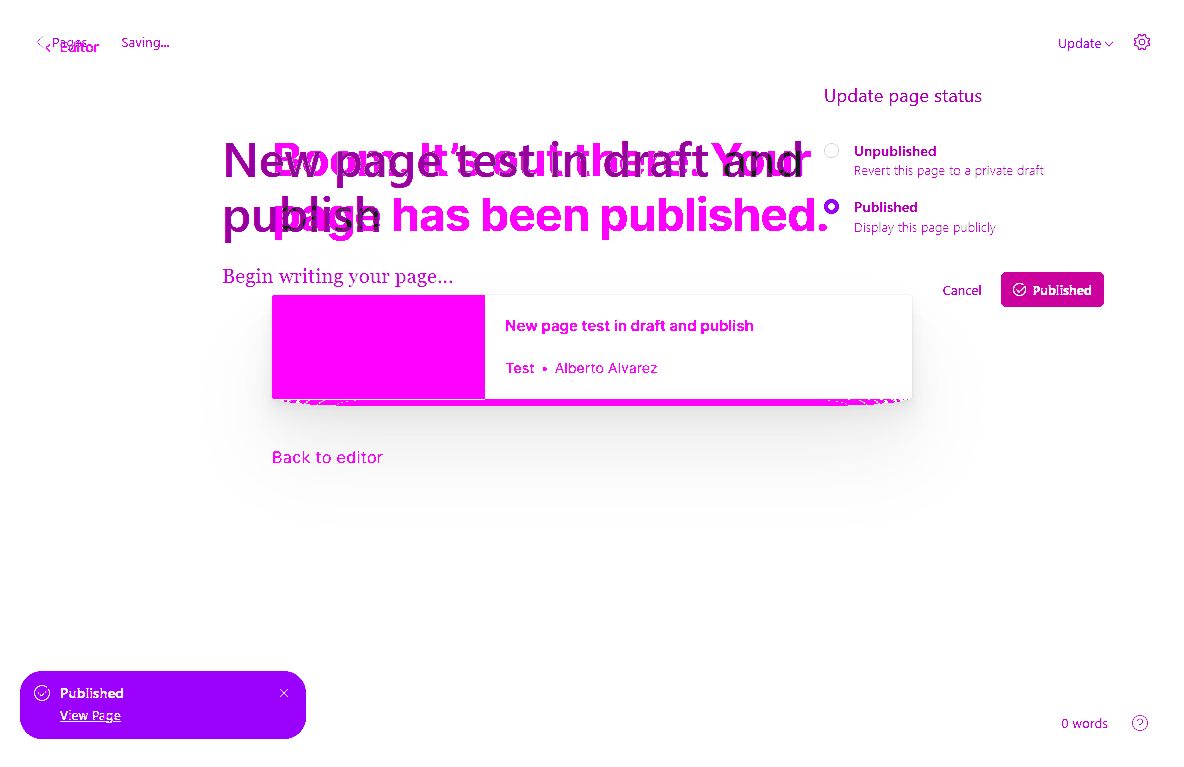 Pages
Editor
Saving...
Update
Update page status
New page test in draft and publish
Boom. It's out there. Your page has been published.
Unpublished
Revert this page to a private draft
Published
Display this page publicly
Begin writing your page...
Cancel
Published
New page test in draft and publish
Test • Alberto Alvarez
Back to editor
Published
View Page
0 words